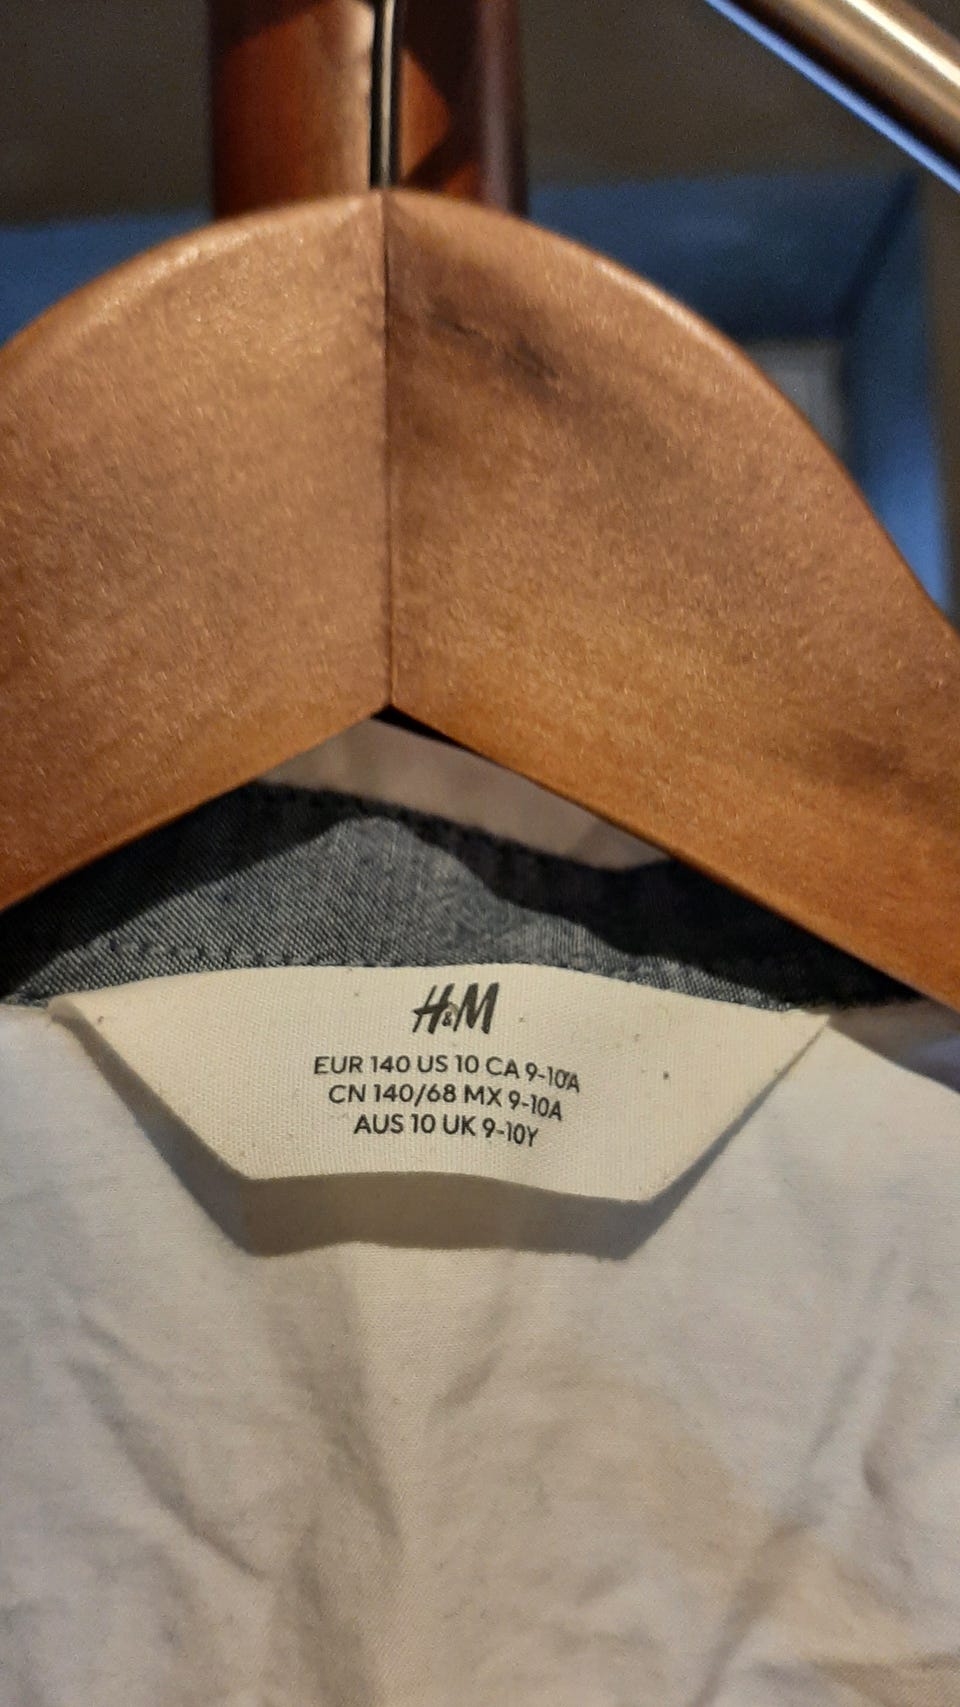 H&M
EUR 140 US 10 CA 9-10A
CN 140/68 MX 9-10A
AUS 10 UK 9-10Y